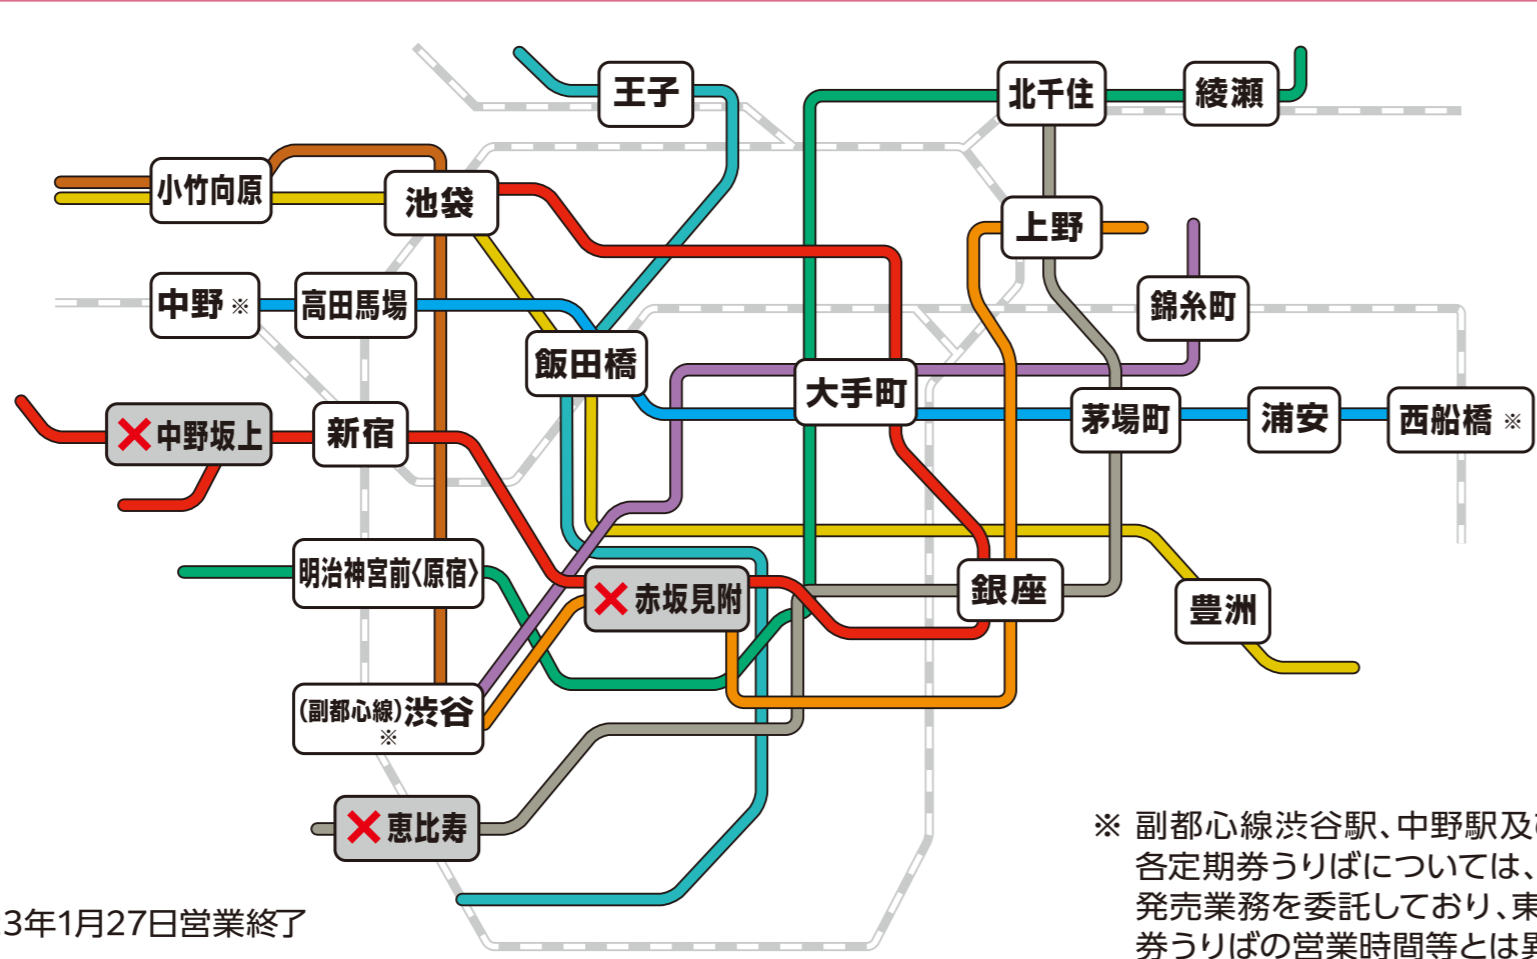 王子
北千住
綾瀬
小竹向原
池袋
上野
中野 ※
高田馬場
錦糸町
飯田橋
大手町
中野坂上
新宿
茅場町
浦安
西船橋 ※
明治神宮前〈原宿〉
赤坂見附
銀座
豊洲
(副都心線)渋谷
※
恵比寿
※ 副都心線渋谷駅、中野駅及
各定期券うりばについては、
発売業務を委託しており、東
券うりばの営業時間等とは異
3年1月27日営業終了